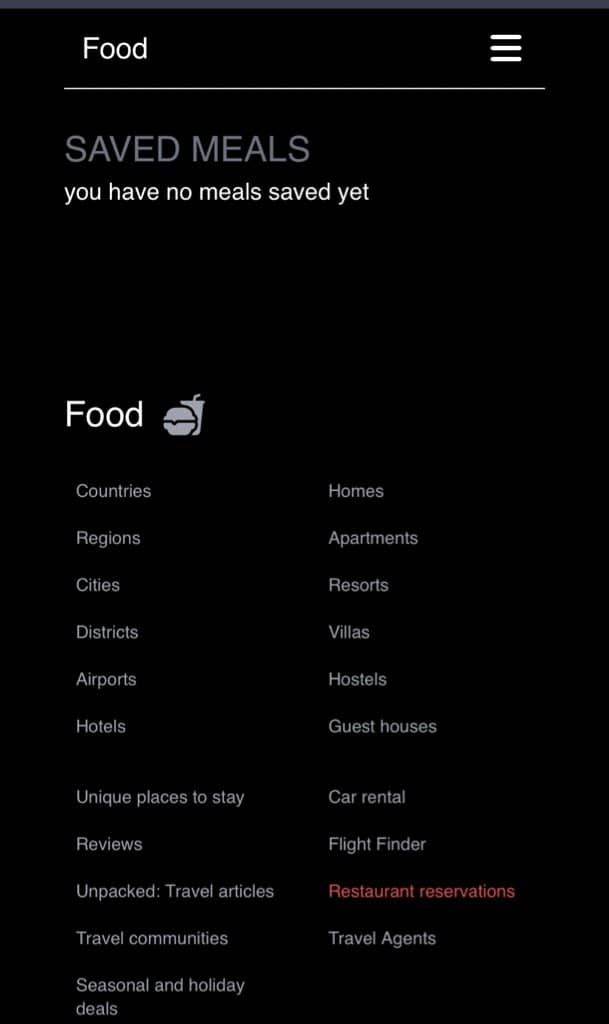 Food
SAVED MEALS
you have no meals saved yet
Food
Countries
Regions
Cities
Districts
Airports
Hotels
Homes
Apartments
Resorts
Villas
Hostels
Guest houses
Unique places to stay
Reviews
Unpacked: Travel articles
Travel communities
Seasonal and holiday
deals
Car rental
Flight Finder
Restaurant reservations
Travel Agents